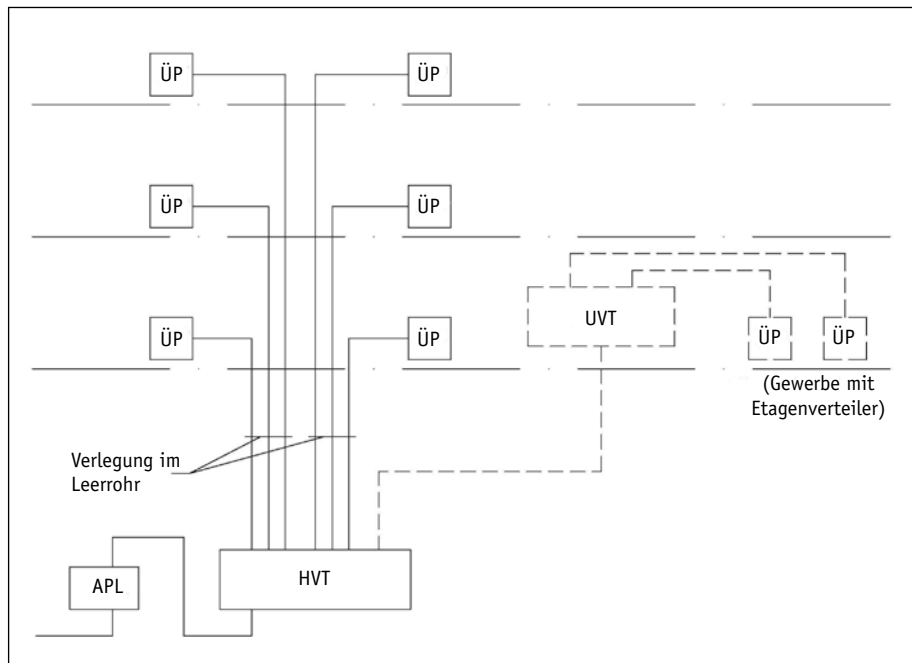 ÜP
ÜP
ÜP
ÜP
UVT
ÜP
ÜP
ÜP
ÜP
(Gewerbe mit
Etagenverteiler)
Verlegung im
Leerrohr
APL
HVT